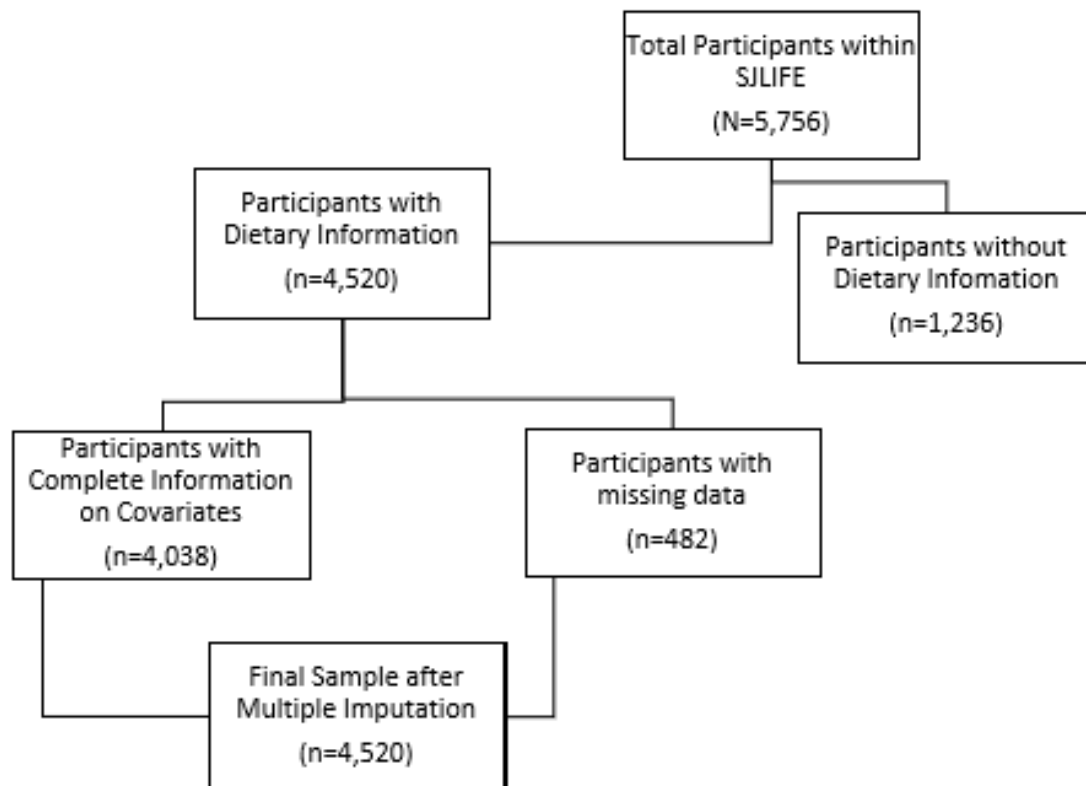 Total Participants within
SJLIFE
(N=5,756)
Participants with
Dietary Information
(n=4,520)
Participants without
Dietary Infomation
(n=1,236)
Participants with
Complete Information
on Covariates
(n=4,038)
Participants with
missing data
(n=482)
Final Sample after
Multiple Imputation
(n=4,520)